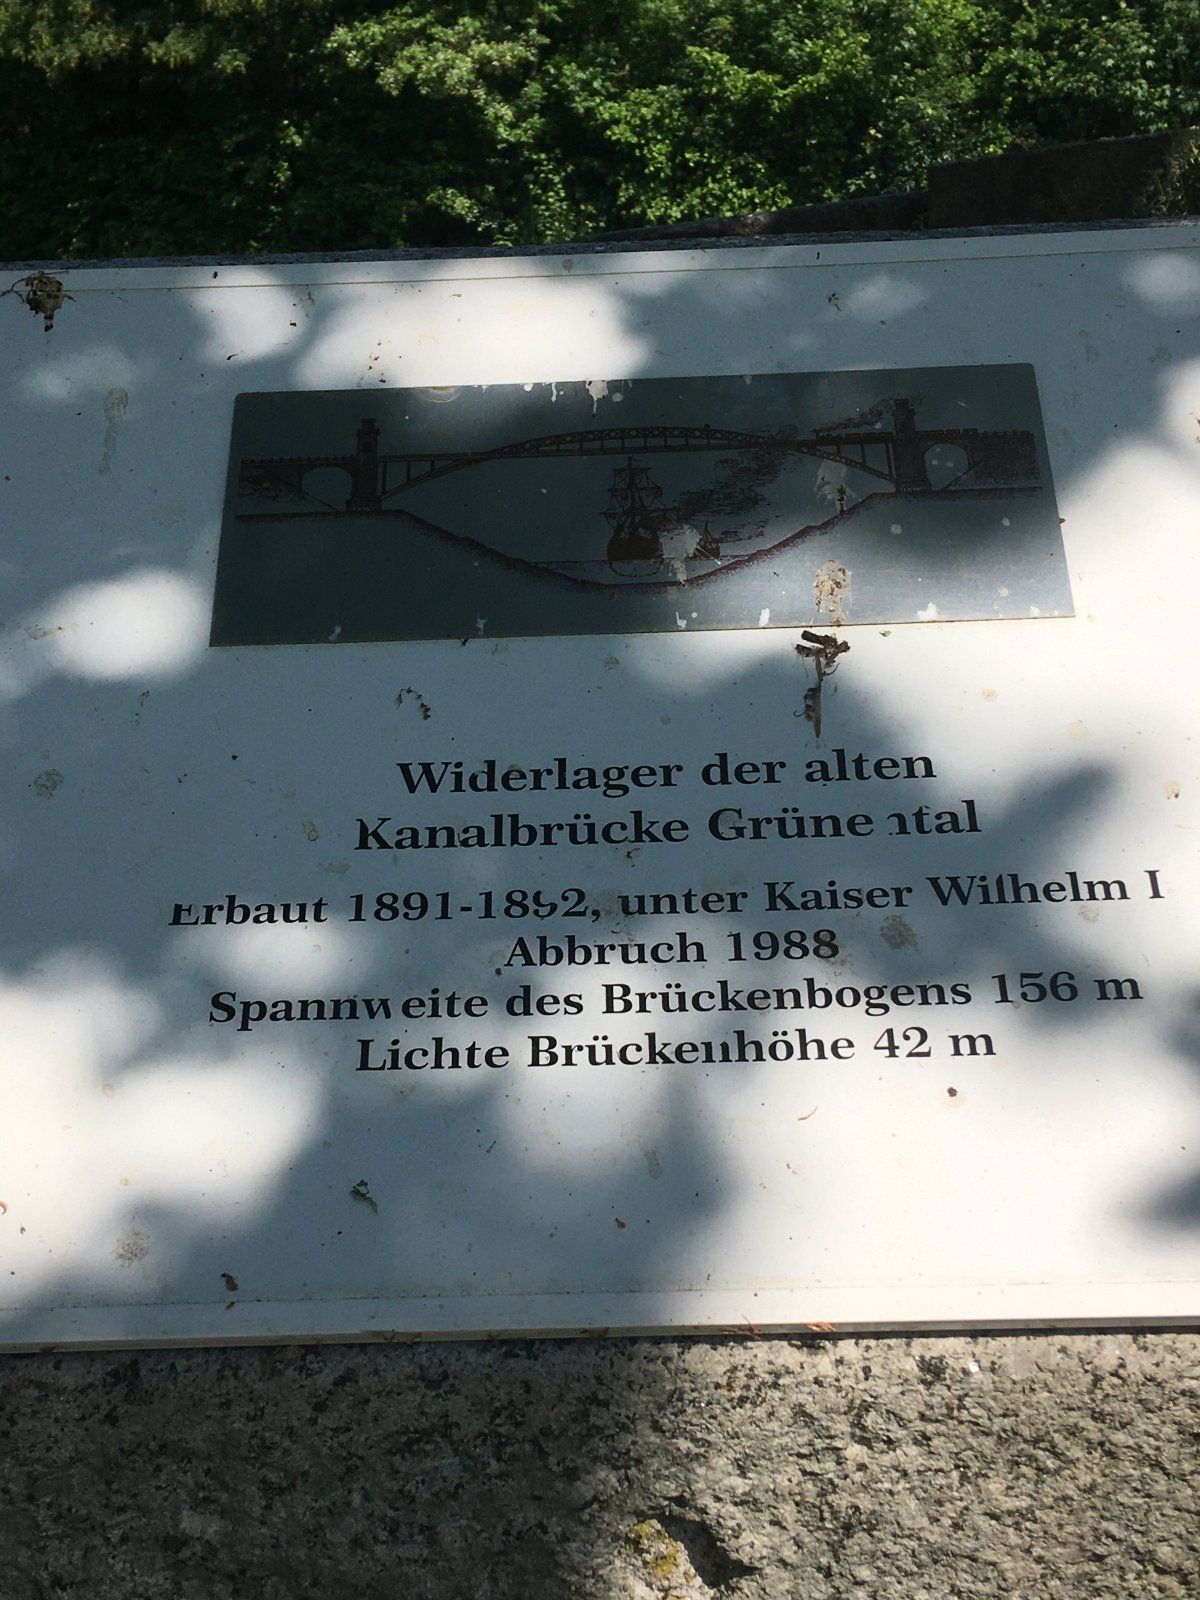 Widerlager der alten
Kanalbrücke Grünental
Erbaut 1891-1892, unter Kaiser Wilhelm I
Abbruch 1988
Spannweite des Brückenbogens 156 m
Lichte Brückenhöhe 42 m